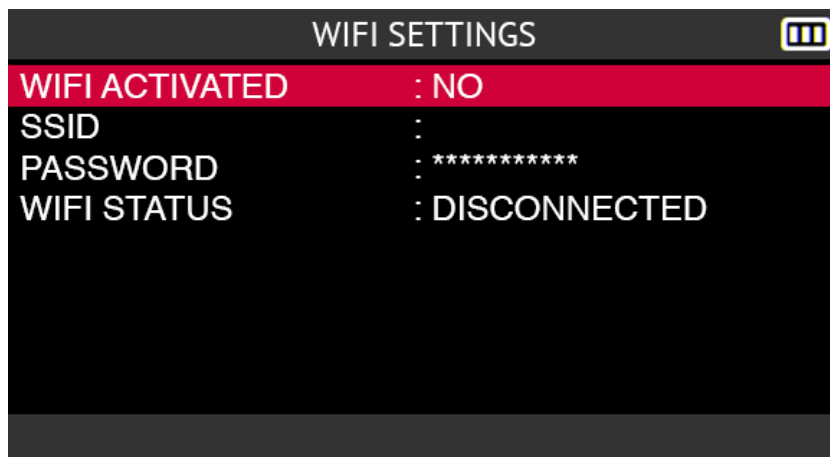 WIFI SETTINGS
WIFI ACTIVATED : NO
SSID :
PASSWORD : ***********
WIFI STATUS : DISCONNECTED